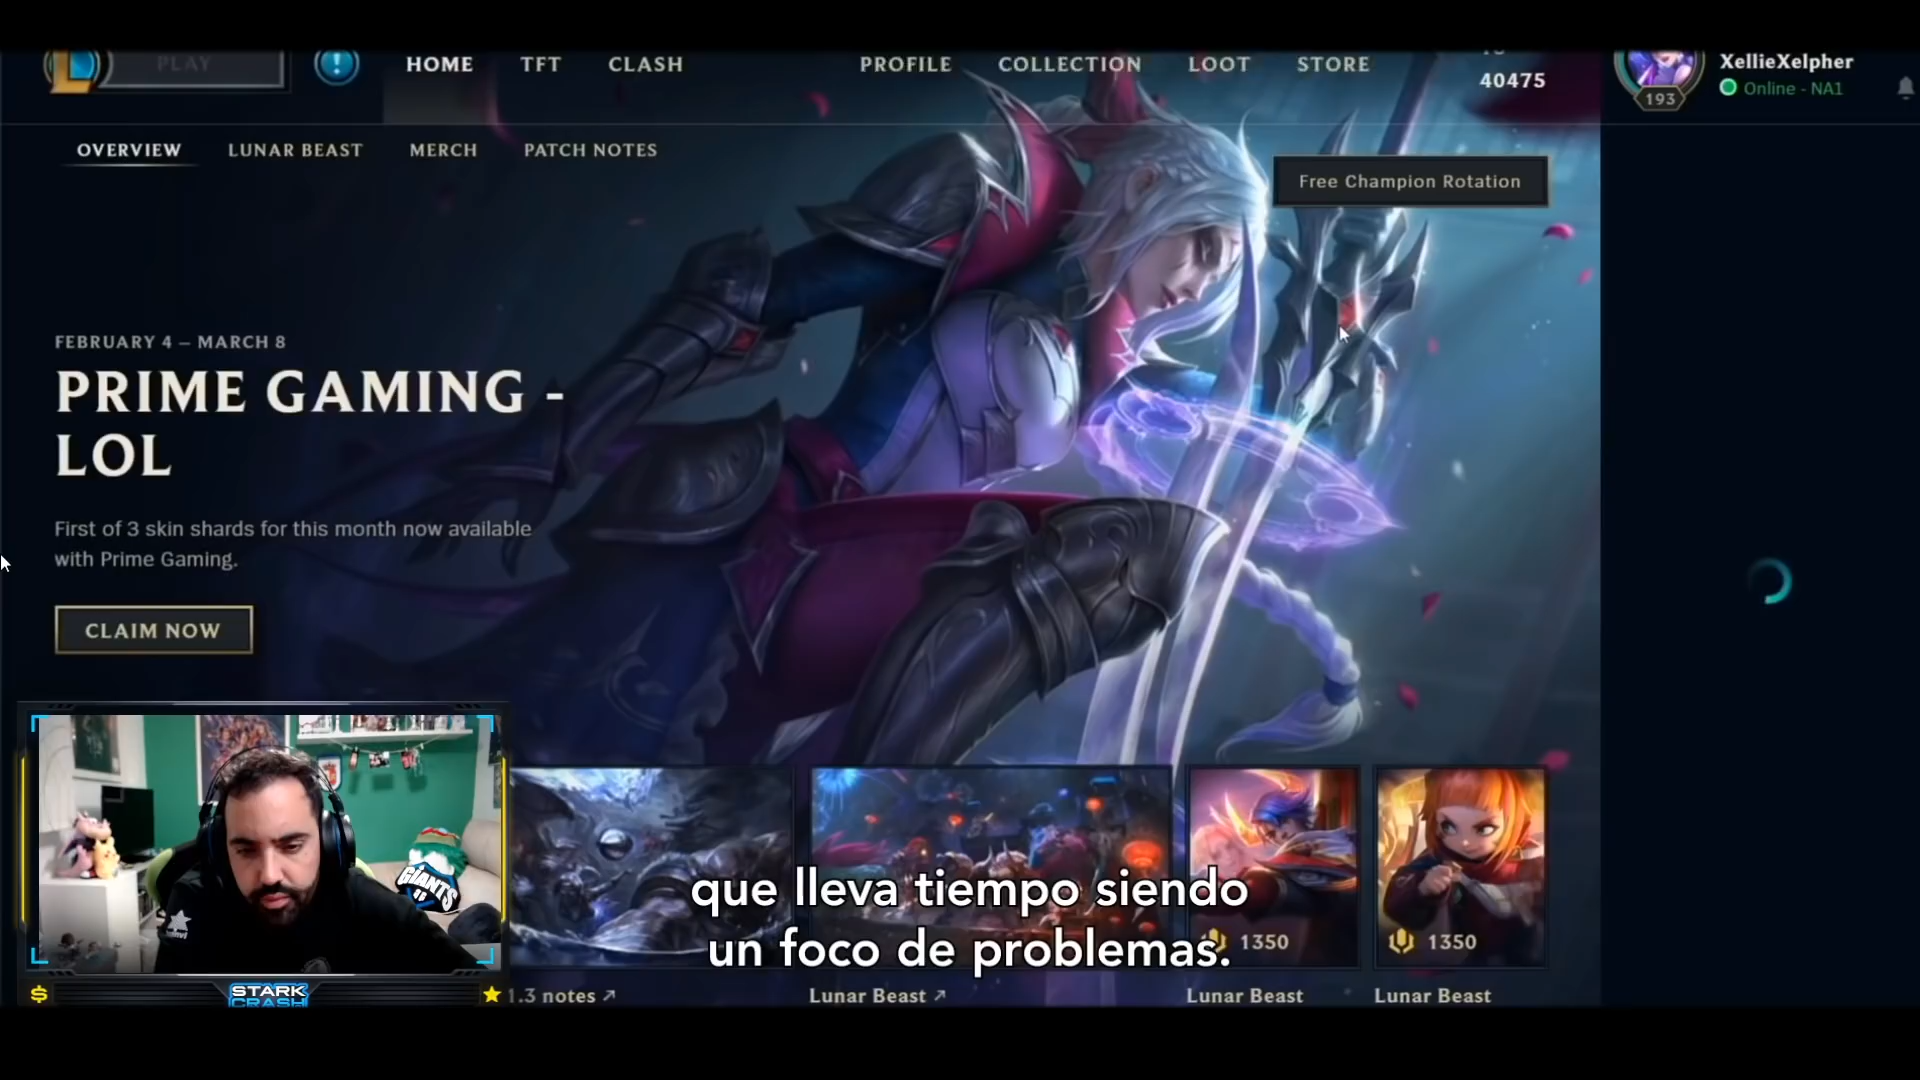 PLAY
HOME
TFT
CLASH
PROFILE
COLLECTION
LOOT
STORE
40475
193
XellieXelpher
Online - NA1
OVERVIEW
LUNAR BEAST
MERCH
PATCH NOTES
Free Champion Rotation
FEBRUARY 4 – MARCH 8
PRIME GAMING -
LOL
First of 3 skin shards for this month now available
with Prime Gaming.
CLAIM NOW
GIANTS
que lleva tiempo siendo
un foco de problemas.
1350
1350
STARK
CRASH
1.3 notes
Lunar Beast
Lunar Beast
Lunar Beast